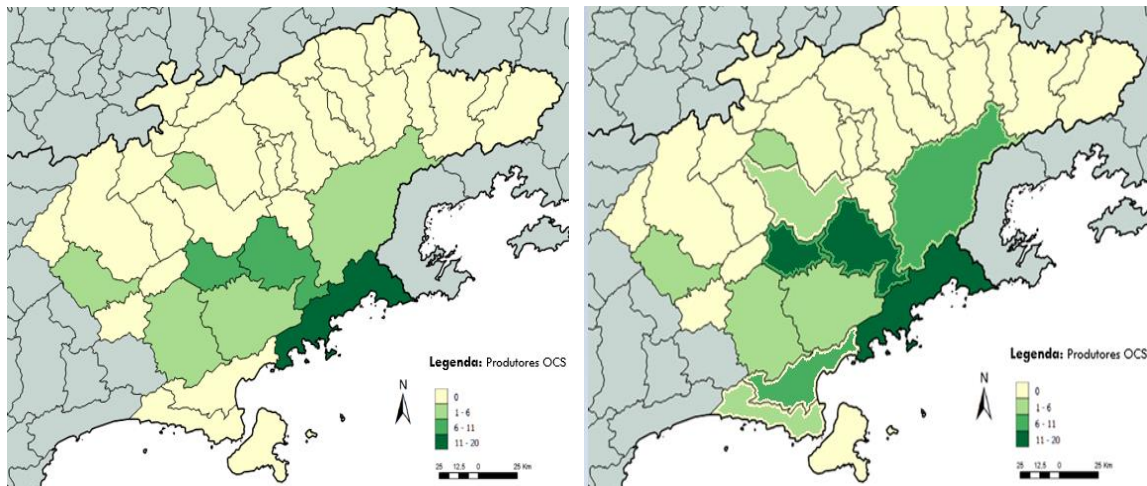 Legenda: Produtores OCS
0
1 - 6
6 - 11
11 - 20
N
25 12,5 0 25 Km
Legenda: Produtores OCS
0
1 - 6
6 - 11
11 - 20
N
25 12,5 0 25 Km